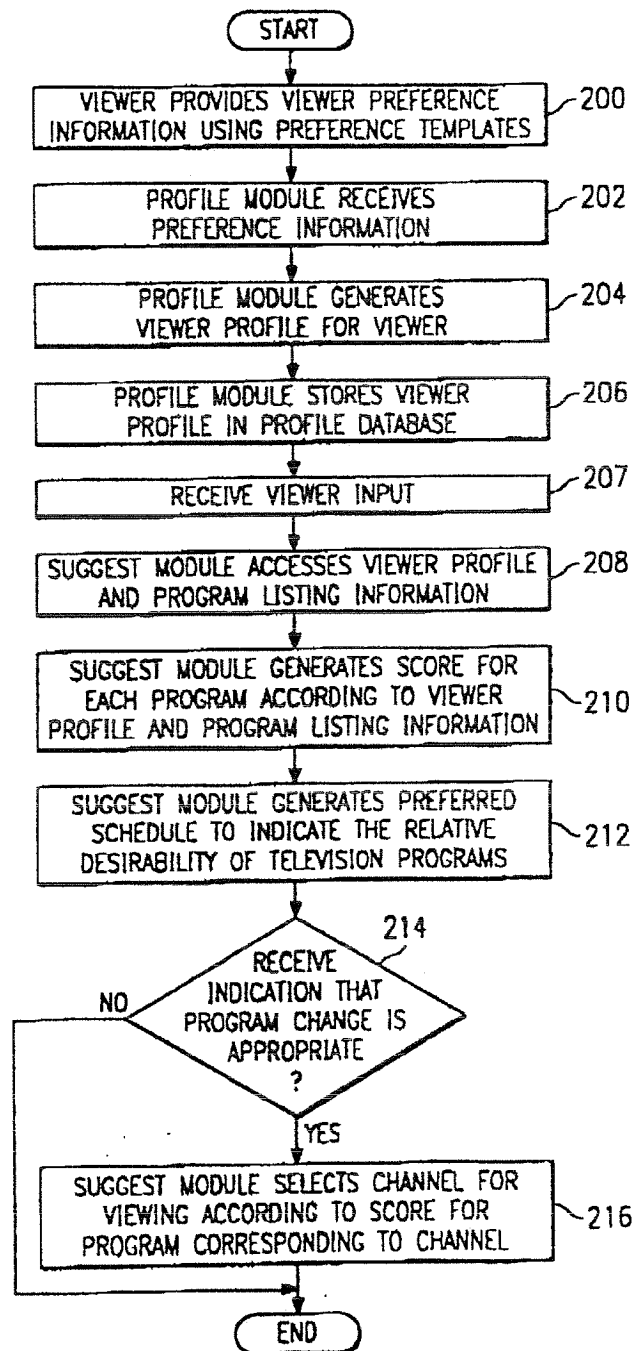 START
VIEWER PROVIDES VIEWER PREFERENCE
INFORMATION USING PREFERENCE TEMPLATES
200
PROFILE MODULE RECEIVES
PREFERENCE INFORMATION
202
PROFILE MODULE GENERATES
VIEWER PROFILE FOR VIEWER
204
PROFILE MODULE STORES VIEWER
PROFILE IN PROFILE DATABASE
206
RECEIVE VIEWER INPUT
207
SUGGEST MODULE ACCESSES VIEWER PROFILE
AND PROGRAM LISTING INFORMATION
208
SUGGEST MODULE GENERATES SCORE FOR
EACH PROGRAM ACCORDING TO VIEWER
PROFILE AND PROGRAM LISTING INFORMATION
210
SUGGEST MODULE GENERATES PREFERRED
SCHEDULE TO INDICATE THE RELATIVE
DESIRABILITY OF TELEVISION PROGRAMS
212
214
RECEIVE
INDICATION THAT
PROGRAM CHANGE IS
APPROPRIATE
?
NO
YES
SUGGEST MODULE SELECTS CHANNEL FOR
VIEWING ACCORDING TO SCORE FOR
PROGRAM CORRESPONDING TO CHANNEL
216
END